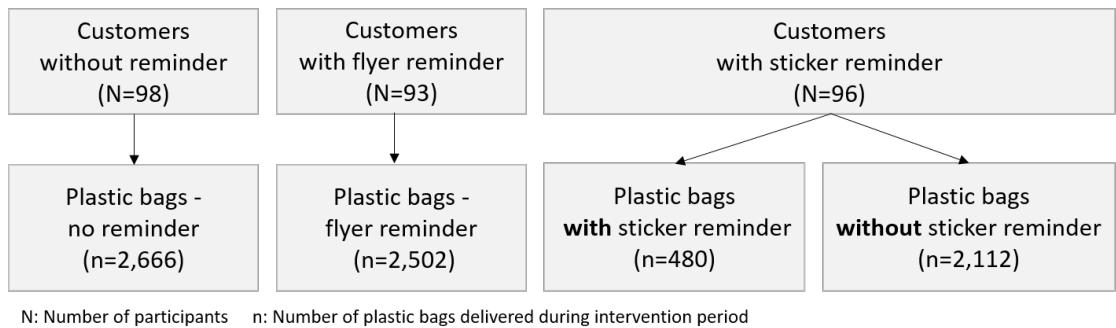 Customers
without reminder
(N=98)
Customers
with flyer reminder
(N=93)
Customers
with sticker reminder
(N=96)
Plastic bags -
no reminder
(n=2,666)
Plastic bags -
flyer reminder
(n=2,502)
Plastic bags
with sticker reminder
(n=480)
Plastic bags
without sticker reminder
(n=2,112)
N: Number of participants n: Number of plastic bags delivered during intervention period